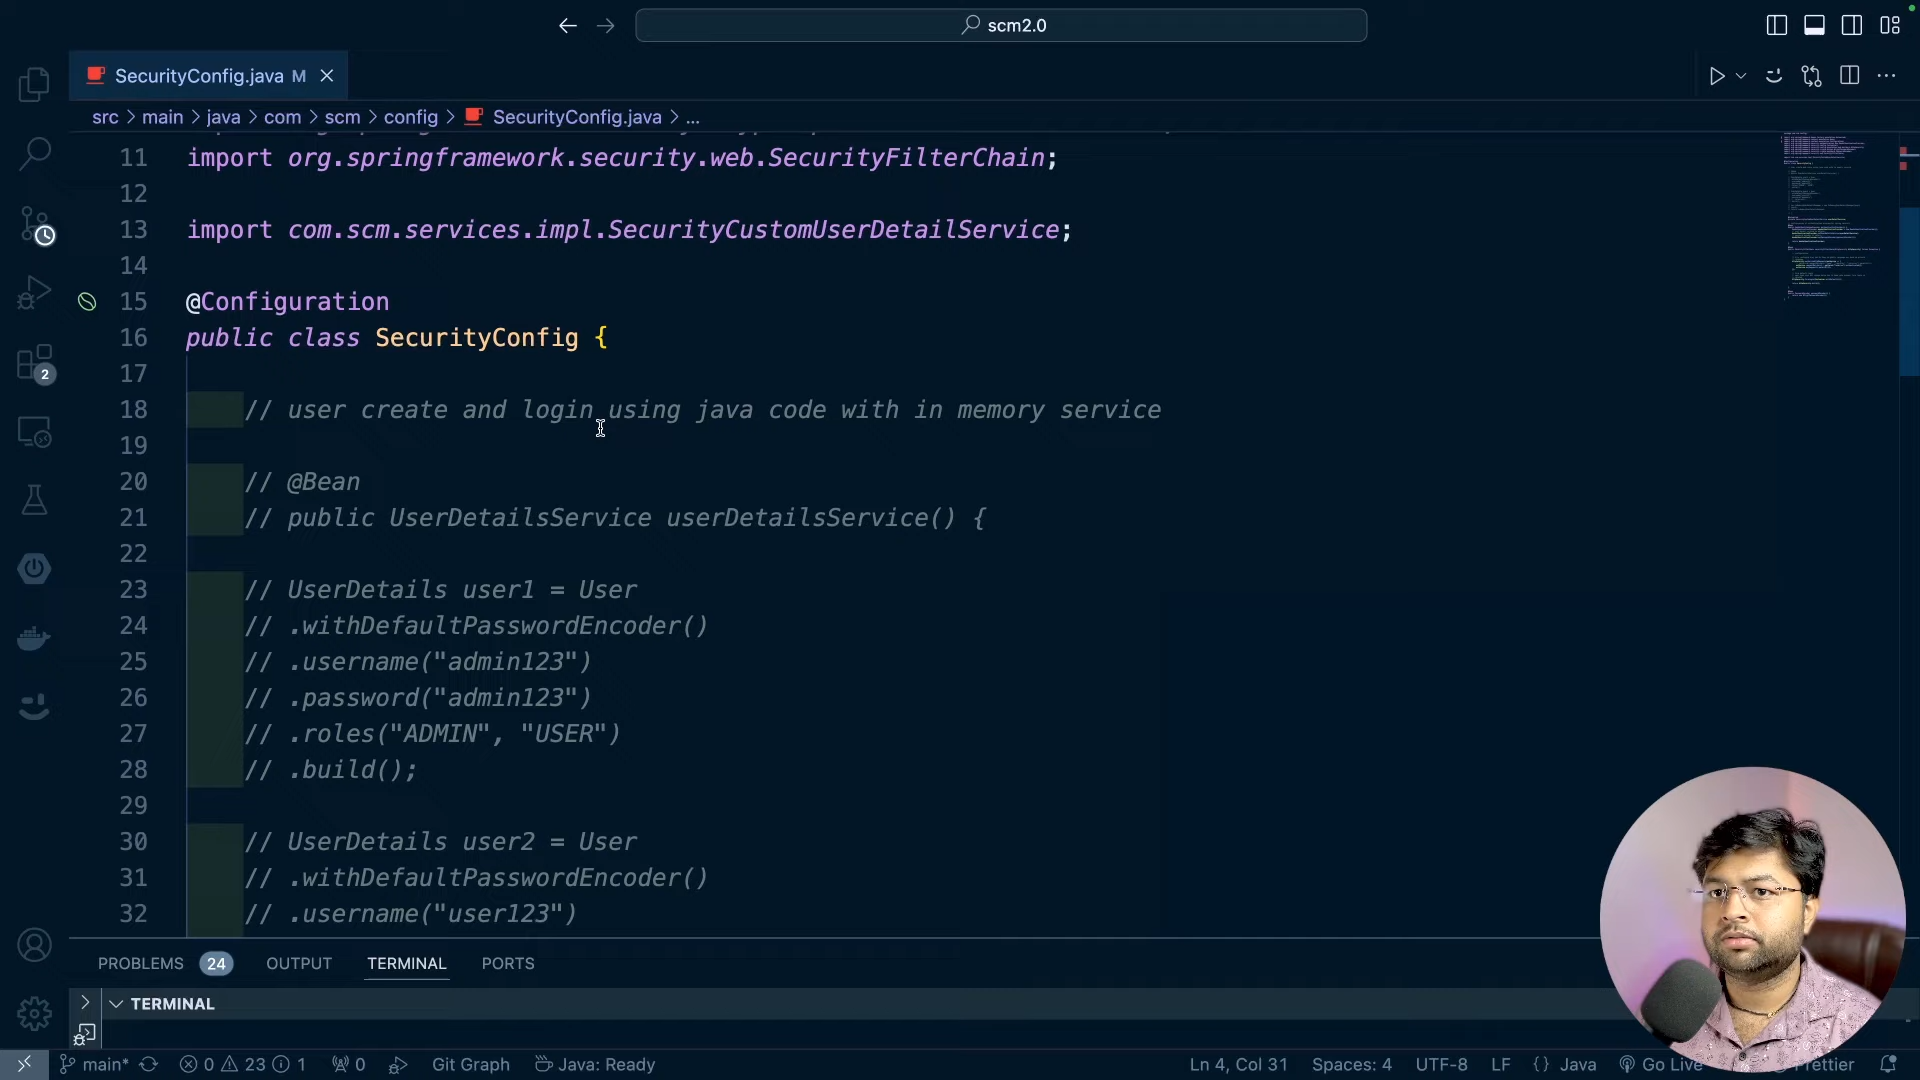 scm2.0
SecurityConfig.java M
src > main > java > com > scm > config > SecurityConfig.java > ...
11 import org.springframework.security.web.SecurityFilterChain;
12
13 import com.scm.services.impl.SecurityCustomUserDetailService;
14
15 @Configuration
16 public class SecurityConfig {
17
18 // user create and login using java code with in memory service
19
20 // @Bean
21 // public UserDetailsService userDetailsService() {
22
23 // UserDetails user1 = User
24 // .withDefaultPasswordEncoder()
25 // .username("admin123")
26 // .password("admin123")
27 // .roles("ADMIN", "USER")
28 // .build();
29
30 // UserDetails user2 = User
31 // .withDefaultPasswordEncoder()
32 // .username("user123")
2
PROBLEMS 24 OUTPUT TERMINAL PORTS
TERMINAL
main* 0 23 1 0 Git Graph Java: Ready Ln 4, Col 31 Spaces: 4 UTF-8 LF {} Java Go Live Prettier